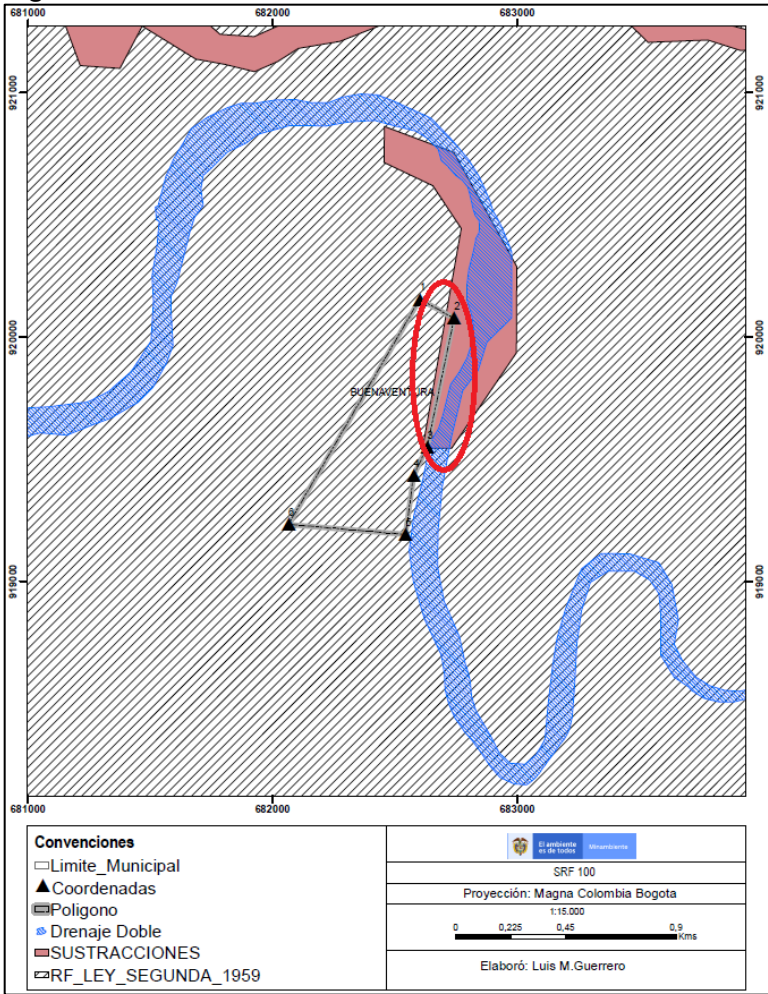 681000 682000 683000
921000 921000
1
2
920000 920000
BUENAVENTURA
3
6
5
919000 919000
681000 682000 683000
Convenciones
Limite_Municipal
Coordenadas
Poligono
Drenaje Doble
SUSTRACCIONES
RF_LEY_SEGUNDA_1959
El ambiente es de todos Minambiente
SRF 100
Proyección: Magna Colombia Bogota
1:15.000
0 0,225 0,45 0,9
Kms
Elaboró: Luis M.Guerrero